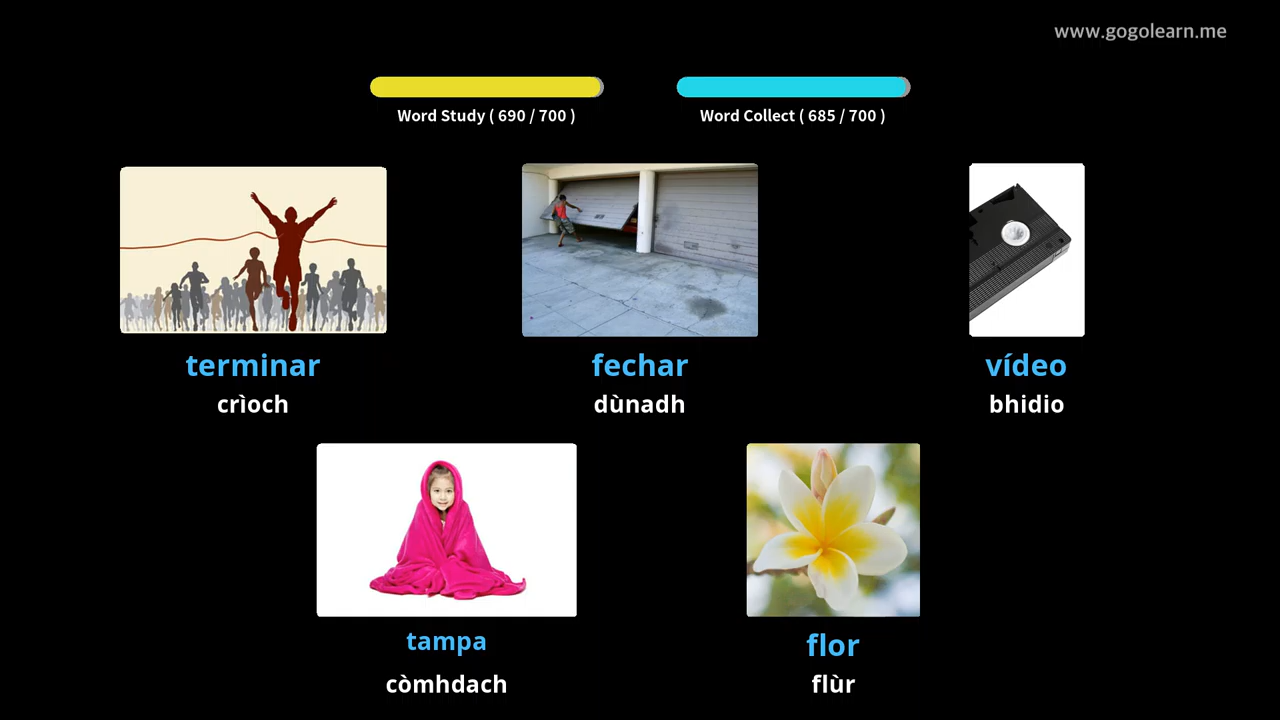 www.gogolearn.me
Word Study ( 690 / 700 )
Word Collect ( 685 / 700 )
terminar
crìoch
fechar
dùnadh
vídeo
bhidio
tampa
còmhdach
flor
flùr